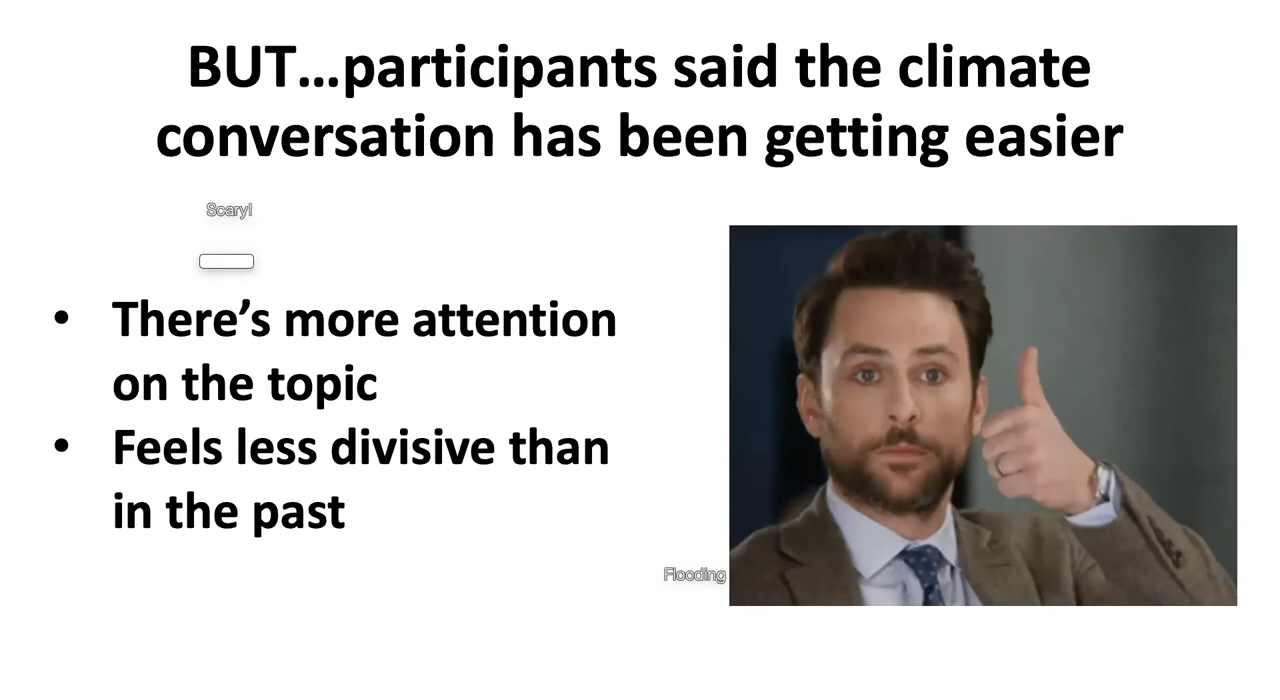 BUT...participants said the climate
conversation has been getting easier
Scary!
• There’s more attention
on the topic
• Feels less divisive than
in the past
Flooding